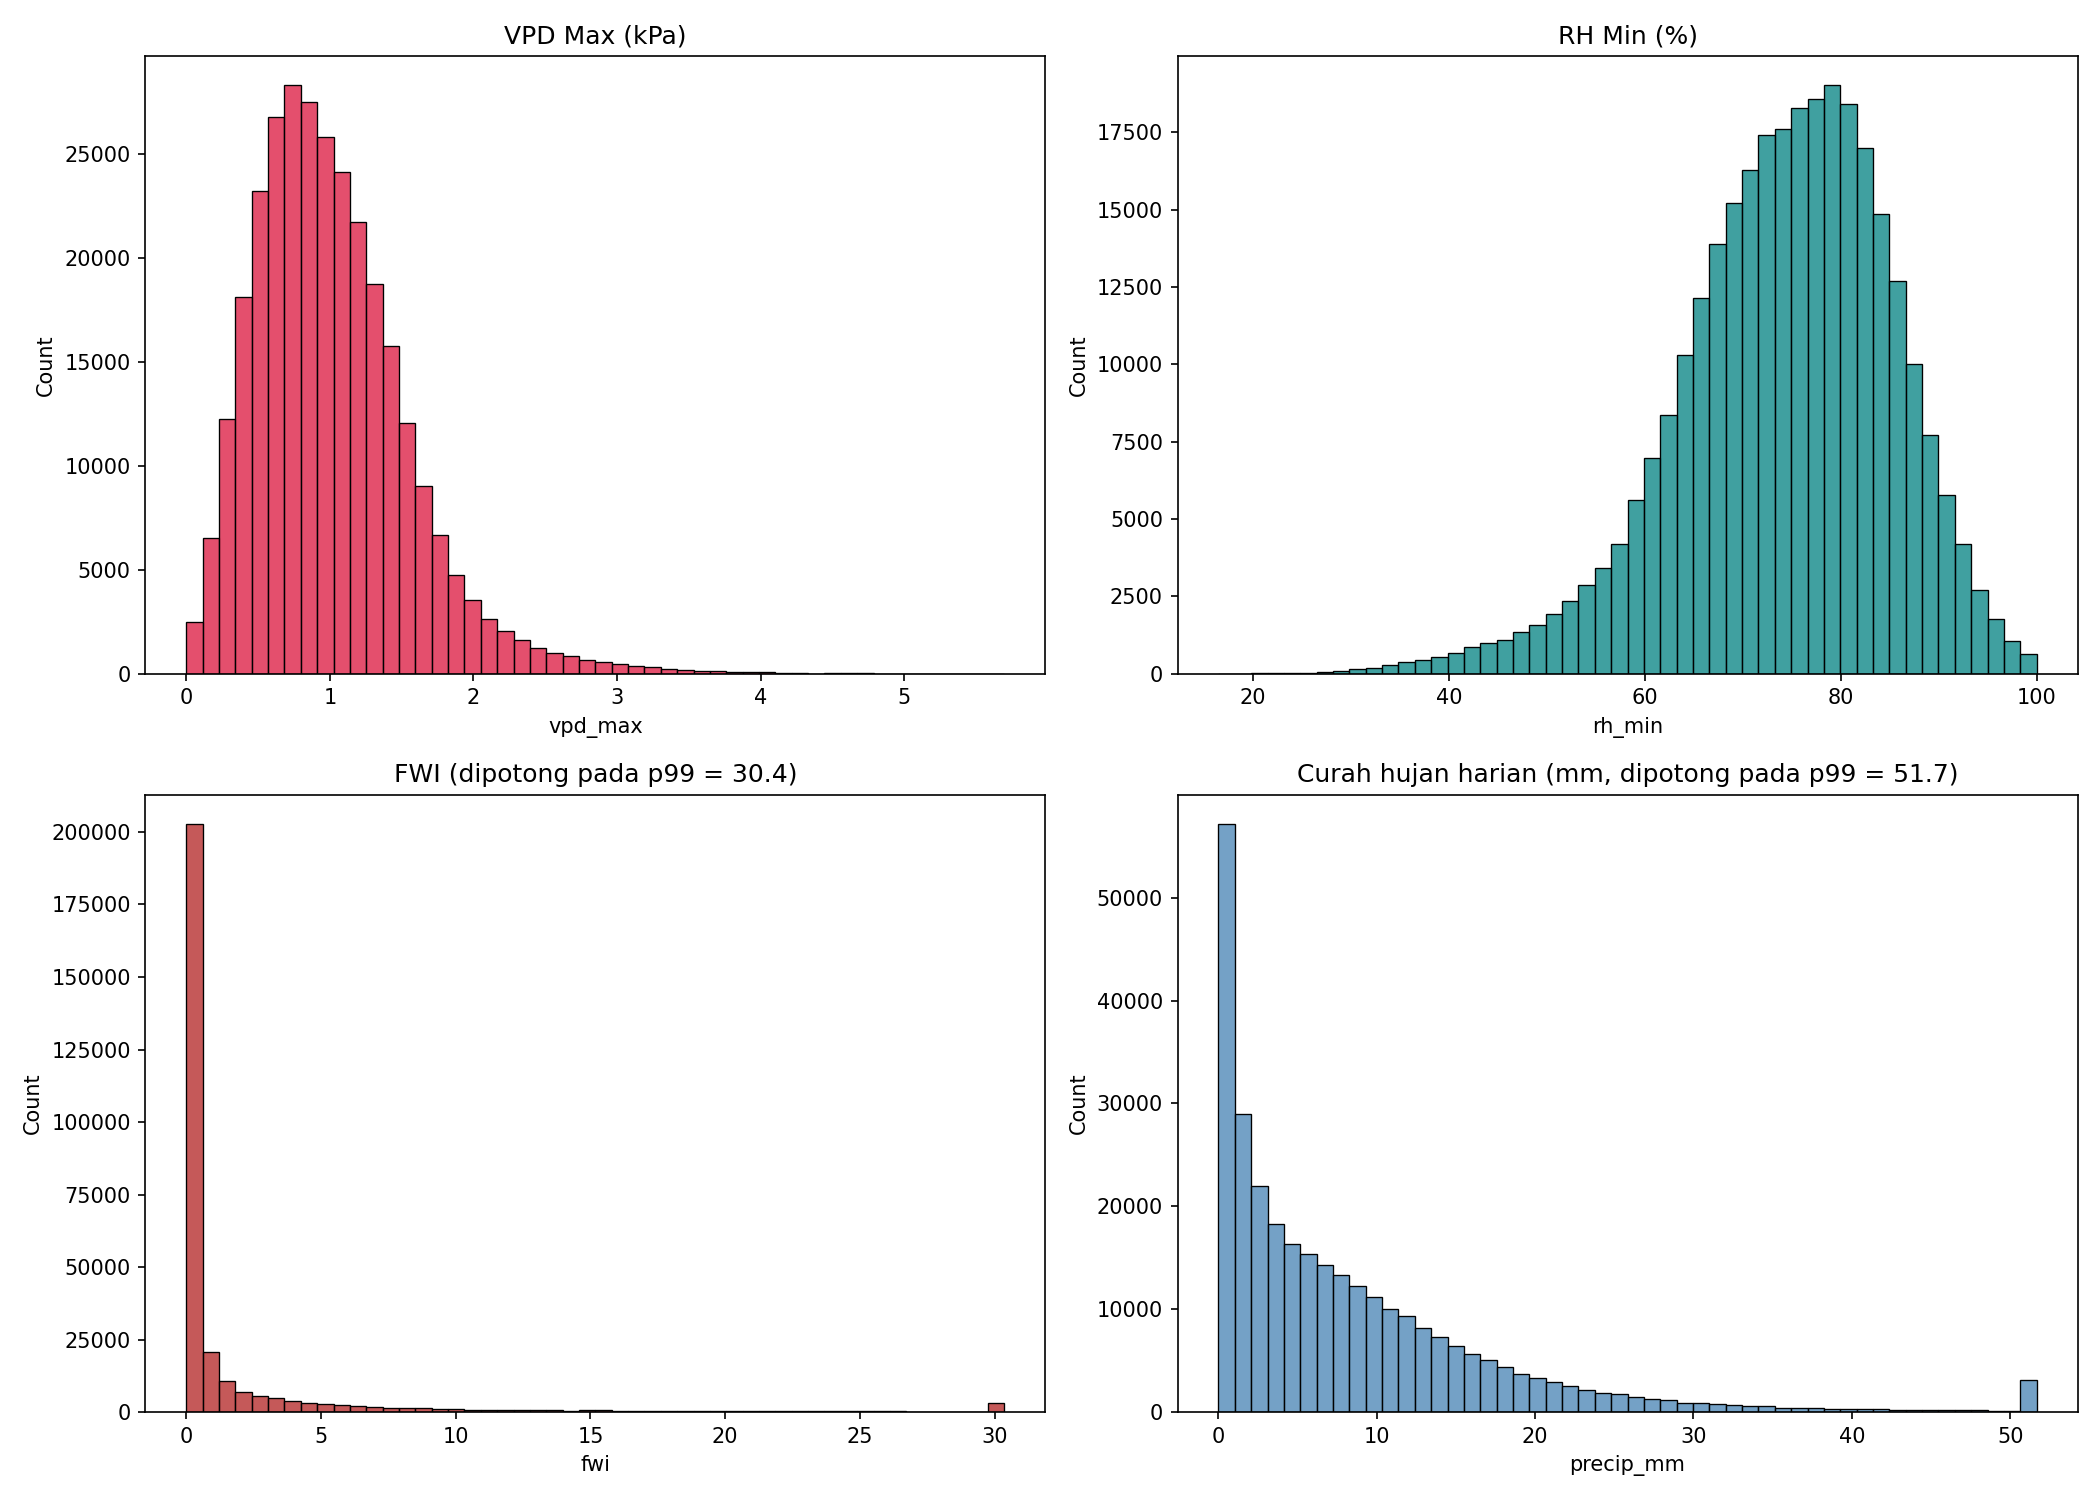 VPD Max (kPa)
Count
25000
20000
15000
10000
5000
0
0 1 2 3 4 5
vpd_max
RH Min (%)
Count
17500
15000
12500
10000
7500
5000
2500
0
20 40 60 80 100
rh_min
FWI (dipotong pada p99 = 30.4)
Count
200000
175000
150000
125000
100000
75000
50000
25000
0
0 5 10 15 20 25 30
fwi
Curah hujan harian (mm, dipotong pada p99 = 51.7)
Count
50000
40000
30000
20000
10000
0
0 10 20 30 40 50
precip_mm